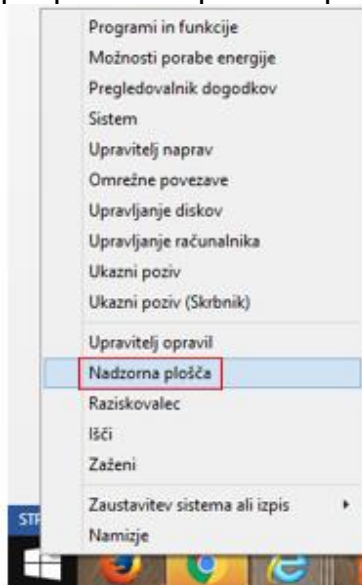 Programi in funkcije
Možnosti porabe energije
Pregledovalnik dogodkov
Sistem
Upravitelj naprav
Omrežne povezave
Upravljanje diskov
Upravljanje računalnika
Ukazni poziv
Ukazni poziv (Skrbnik)
Upravitelj opravil
Nadzorna plošča
Raziskovalec
Išči
Zaženi
Zaustavitev sistema ali izpis
Namizje